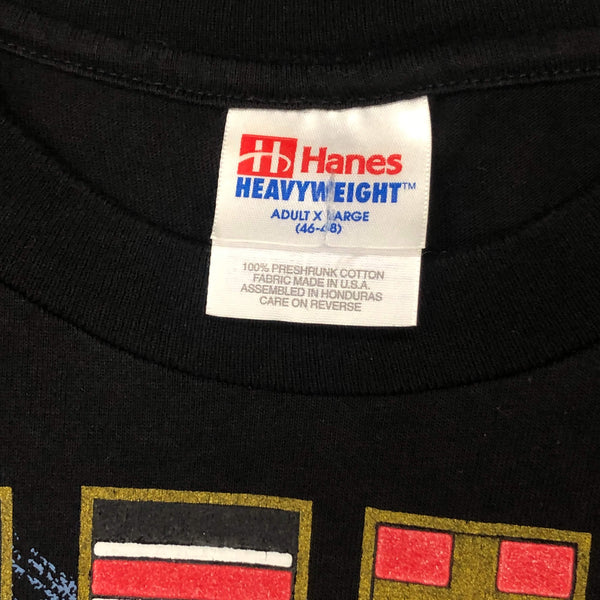 Hanes
HEAVYWEIGHT™
ADULT X LARGE
(46-48)
100% PRESHRUNK COTTON
FABRIC MADE IN U.S.A.
ASSEMBLED IN HONDURAS
CARE ON REVERSE